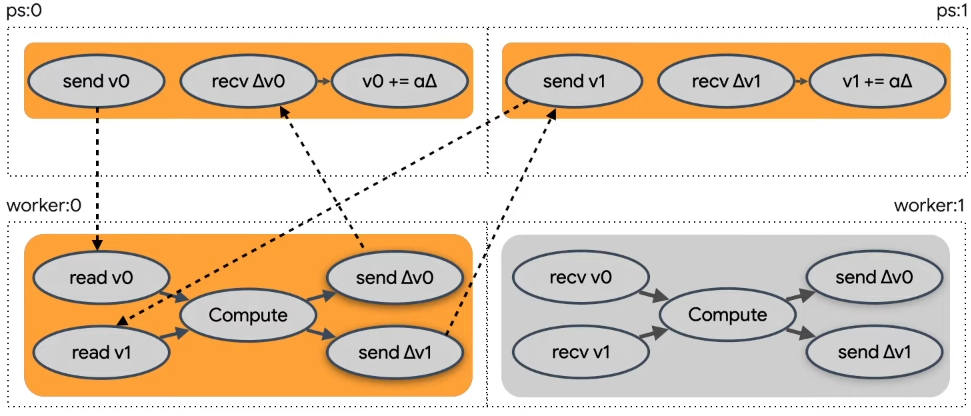 ps:0
ps:1
send v0
recv Δv0
v0 += αΔ
send v1
recv Δv1
v1 += αΔ
worker:0
worker:1
read v0
send Δv0
Compute
read v1
send Δv1
recv v0
send Δv0
Compute
recv v1
send Δv1